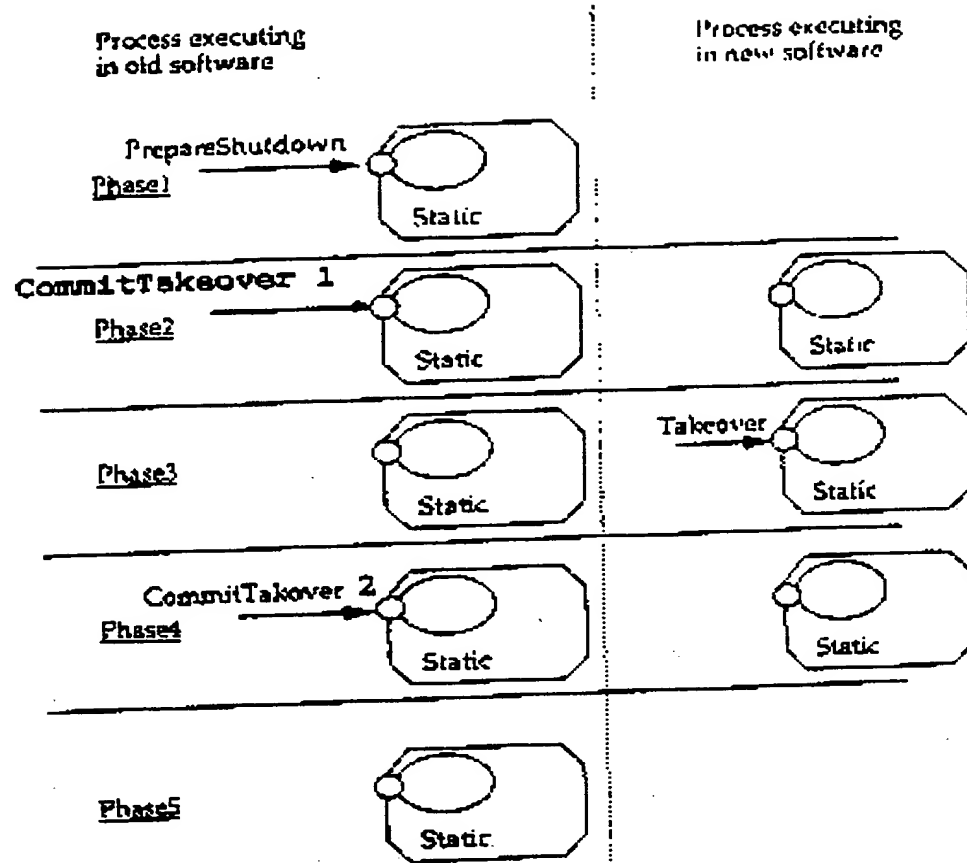 Process executing
in old software
Process executing
in new software
PrepareShutdown
Phase1
Static
CommitTakeover 1
Phase2
Static
Static
Takeover
Phase3
Static
Static
CommitTakover 2
Phase4
Static
Static
Phase5
Static